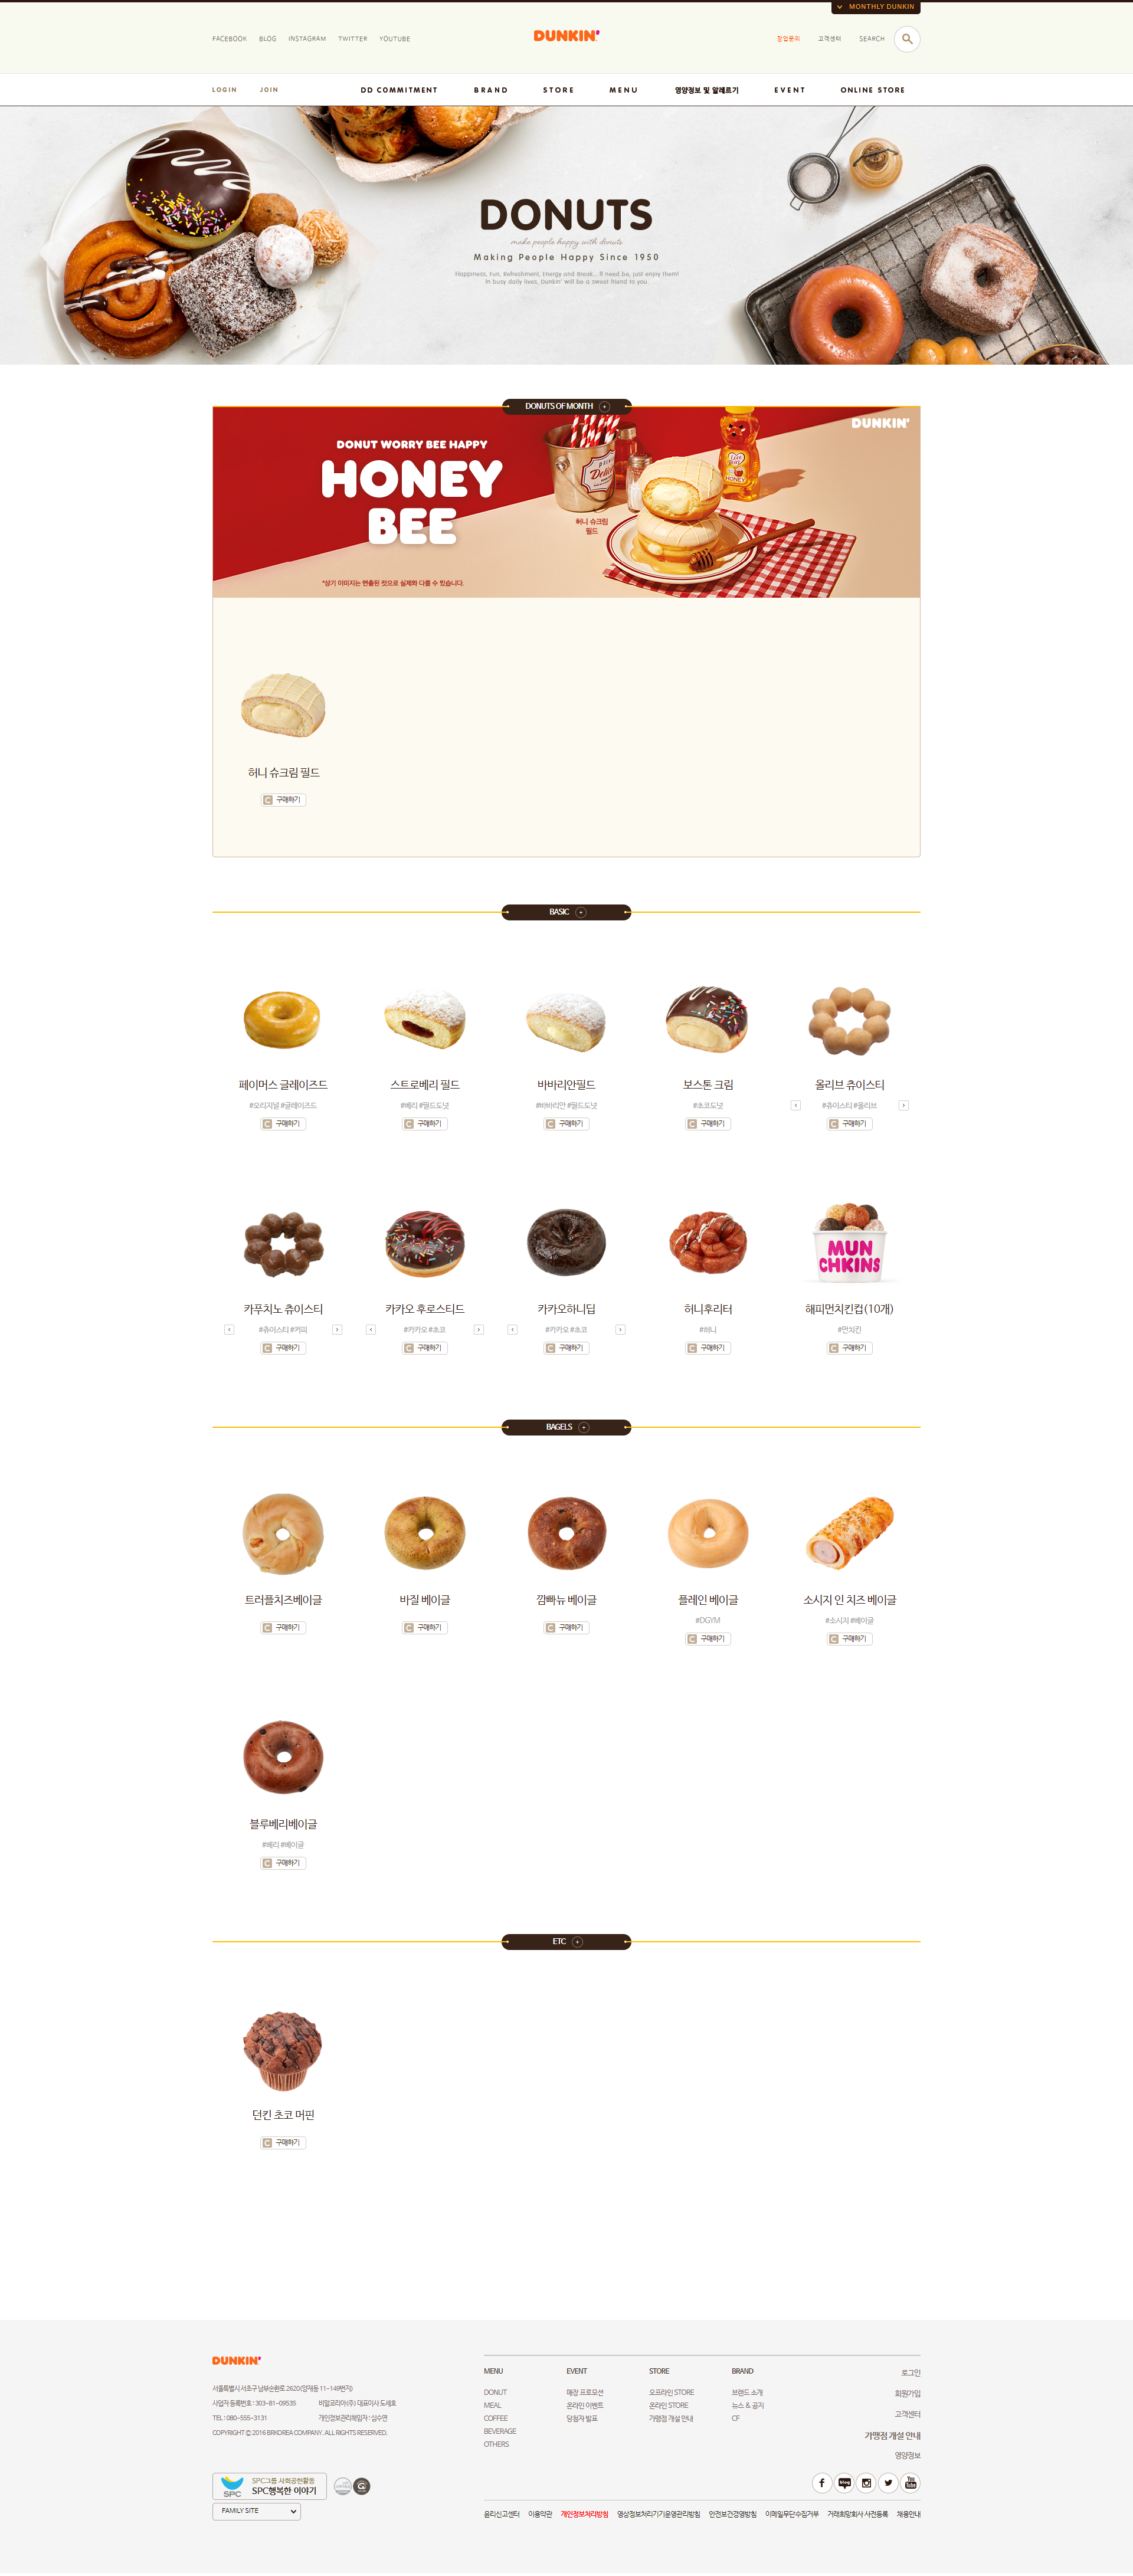 MONTHLY DUNKIN
FACEBOOK BLOG INSTAGRAM TWITTER YOUTUBE
DUNKIN'
창업문의 고객센터 SEARCH
LOGIN JOIN
DD COMMITMENT BRAND STORE MENU 영양정보 및 알레르기 EVENT ONLINE STORE
DONUTS
make people happy with donuts
Making People Happy Since 1950
Happiness, Fun, Refreshment, Energy and Break... If need be, just enjoy them!
In busy daily lives, Dunkin' will be a sweat friend to you.
DONUTS OF MONTH
DUNKIN'
DONUT WORRY BEE HAPPY
HONEY
BEE
HONEY
허니 슈크림
필드
*상기 이미지는 연출된 컷으로 실제와 다를 수 있습니다.
허니 슈크림 필드
C 구매하기
BASIC
페이머스 글레이즈드 스트로베리 필드 바바리안필드 보스톤 크림 올리브 츄이스티
#오리지널 #글레이즈드 #베리 #필드도넛 #바바리안 #필드도넛 #초코도넛 #츄이스티 #올리브
C 구매하기 C 구매하기 C 구매하기 C 구매하기 C 구매하기
MUN
CHKINS
카푸치노 츄이스티 카카오 후로스티드 카카오하니딥 허니후리터 해피먼치킨컵(10개)
#츄이스티 #커피 #카카오 #초코 #카카오 #초코 #허니 #먼치킨
C 구매하기 C 구매하기 C 구매하기 C 구매하기 C 구매하기
BAGELS
트러플치즈베이글 바질 베이글 깜빠뉴 베이글 플레인 베이글 소시지 인 치즈 베이글
#DGYM #소시지 #베이글
C 구매하기 C 구매하기 C 구매하기 C 구매하기 C 구매하기
블루베리베이글
#베리 #베이글
C 구매하기
ETC
던킨 초코 머핀
C 구매하기
DUNKIN'
서울특별시 서초구 남부순환로 2620(양재동 11-149번지)
사업자 등록번호 : 303-81-09535 비알코리아(주) 대표이사 도세호
TEL : 080-555-3131 개인정보관리책임자 : 심수연
COPYRIGHT © 2016 BRKOREA COMPANY. ALL RIGHTS RESERVED.
SPC
SPC그룹 사회공헌활동
SPC행복한 이야기
FAMILY SITE
MENU EVENT STORE BRAND
DONUT 매장 프로모션 오프라인 STORE 브랜드 소개
MEAL 온라인 이벤트 온라인 STORE 뉴스 & 공지
COFFEE 당첨자 발표 가맹점 개설 안내 CF
BEVERAGE
OTHERS
로그인
회원가입
고객센터
가맹점 개설 안내
영양정보
blog
You Tube
윤리신고센터 이용약관 개인정보처리방침 영상정보처리기기운영관리방침 안전보건경영방침 이메일무단수집거부 거래희망회사 사전등록 채용안내